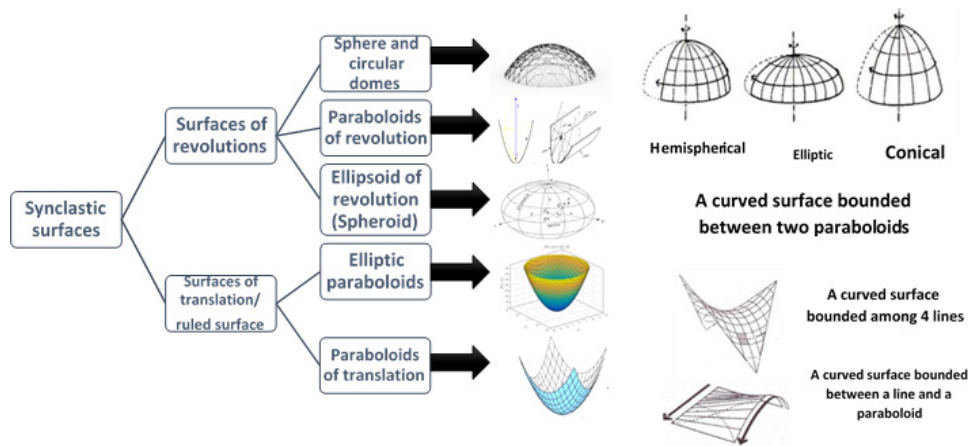 Synclastic
surfaces
Surfaces of
revolutions
Surfaces of
translation/
ruled surface
Sphere and
circular
domes
Paraboloids
of revolution
Ellipsoid of
revolution
(Spheroid)
Elliptic
paraboloids
Paraboloids
of translation
Hemispherical
Elliptic
Conical
A curved surface bounded
between two paraboloids
A curved surface
bounded among 4 lines
A curved surface bounded
between a line and a
paraboloid